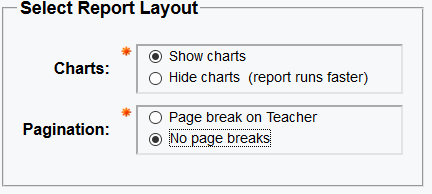 Select Report Layout
Charts:
Show charts
Hide charts (report runs faster)
Pagination:
Page break on Teacher
No page breaks